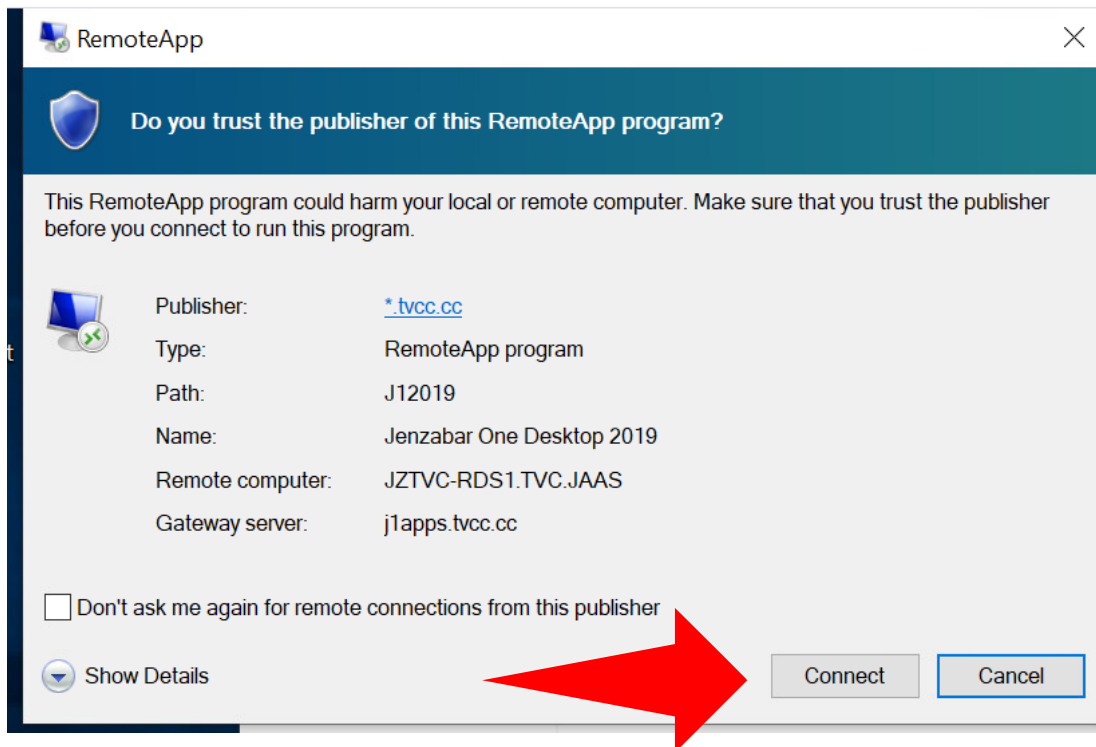 RemoteApp
Do you trust the publisher of this RemoteApp program?
This RemoteApp program could harm your local or remote computer. Make sure that you trust the publisher
before you connect to run this program.
Publisher: *.tvcc.cc
t
Type: RemoteApp program
Path: J12019
Name: Jenzabar One Desktop 2019
Remote computer: JZTVC-RDS1.TVC.JAAS
Gateway server: j1apps.tvcc.cc
Don't ask me again for remote connections from this publisher
Show Details
Connect
Cancel